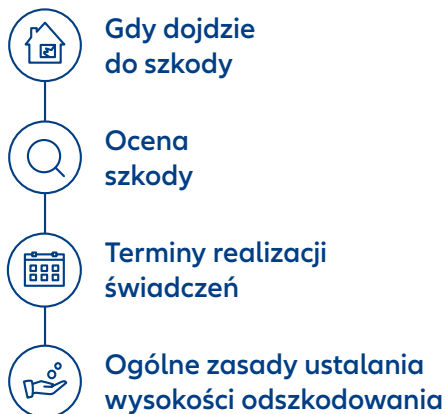 Gdy dojdzie
do szkody
Ocena
szkody
Terminy realizacji
świadczeń
Ogólne zasady ustalania
wysokości odszkodowania